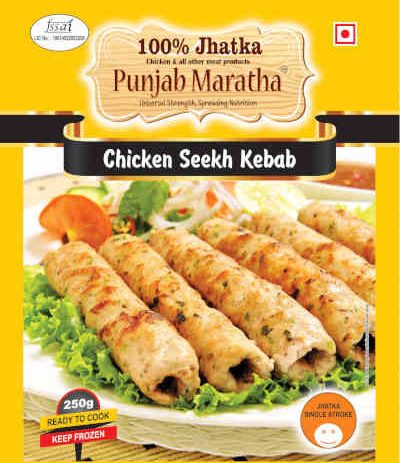 fssai
100% Jhatka
Chicken & all other meat products
Punjab Maratha
Universal Strength, Spreading Nutrition
Chicken Seekh Kebab
250g
READY TO COOK
KEEP FROZEN
JHATKA
SINGLE STROKE